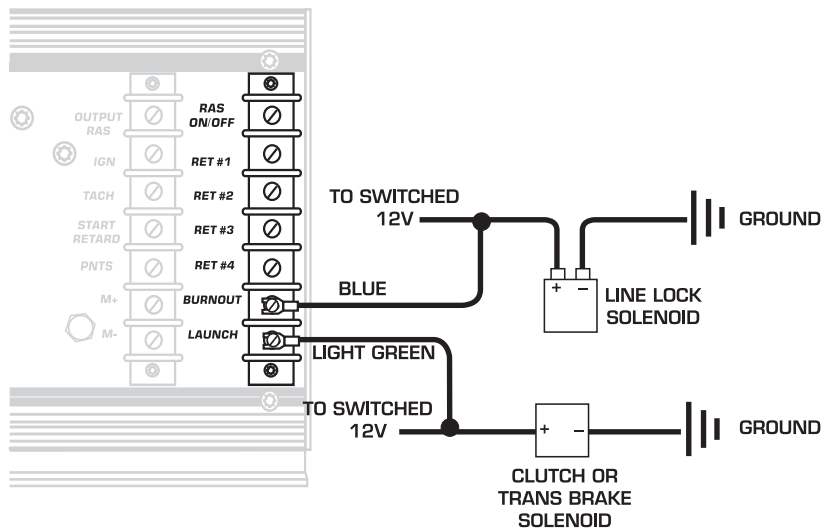 OUTPUT
RAS
IGN
TACH
START
RETARD
PNTS
M+
M-
RAS
ON/OFF
RET #1
RET #2
RET #3
RET #4
BURNOUT
LAUNCH
BLUE
LIGHT GREEN
TO SWITCHED
12V
+ −
LINE LOCK
SOLENOID
GROUND
TO SWITCHED
12V
+ −
CLUTCH OR
TRANS BRAKE
SOLENOID
GROUND